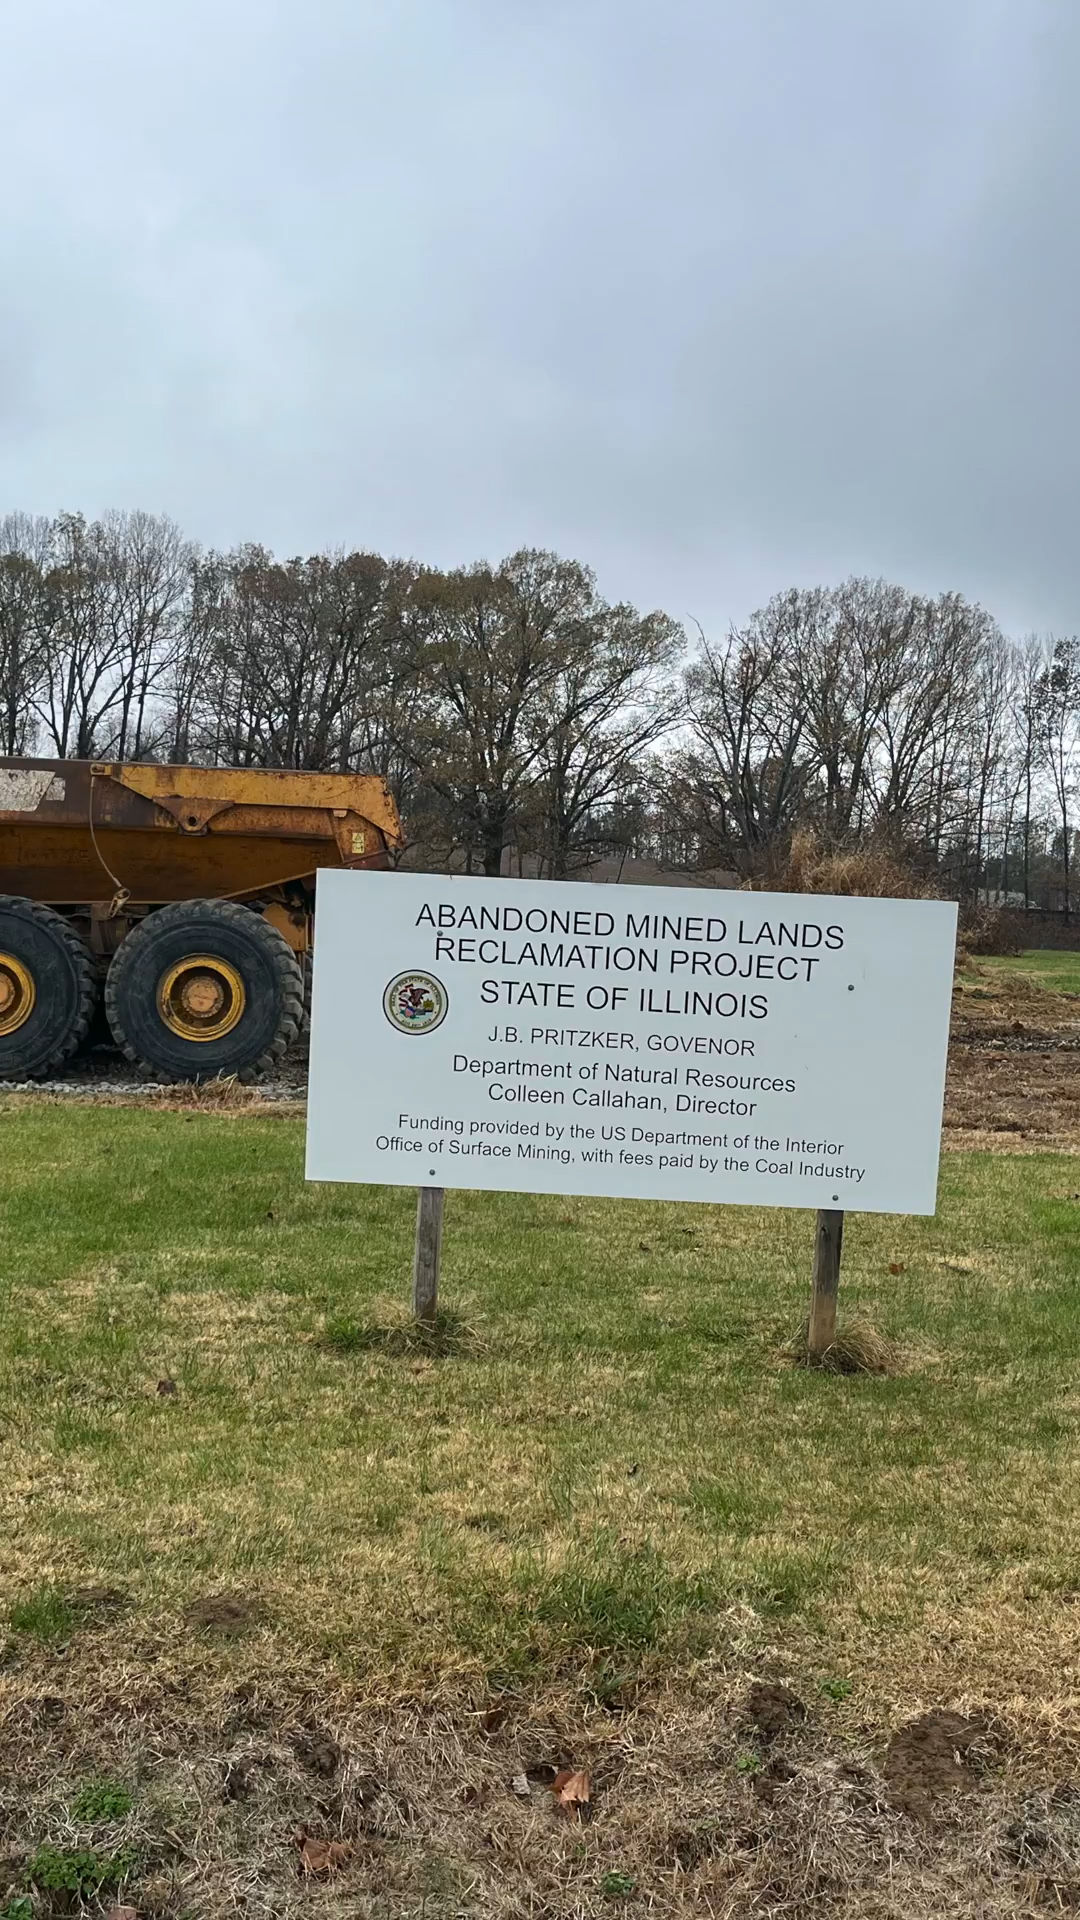 ABANDONED MINED LANDS
RECLAMATION PROJECT
STATE OF ILLINOIS
J.B. PRITZKER, GOVENOR
Department of Natural Resources
Colleen Callahan, Director
Funding provided by the US Department of the Interior
Office of Surface Mining, with fees paid by the Coal Industry